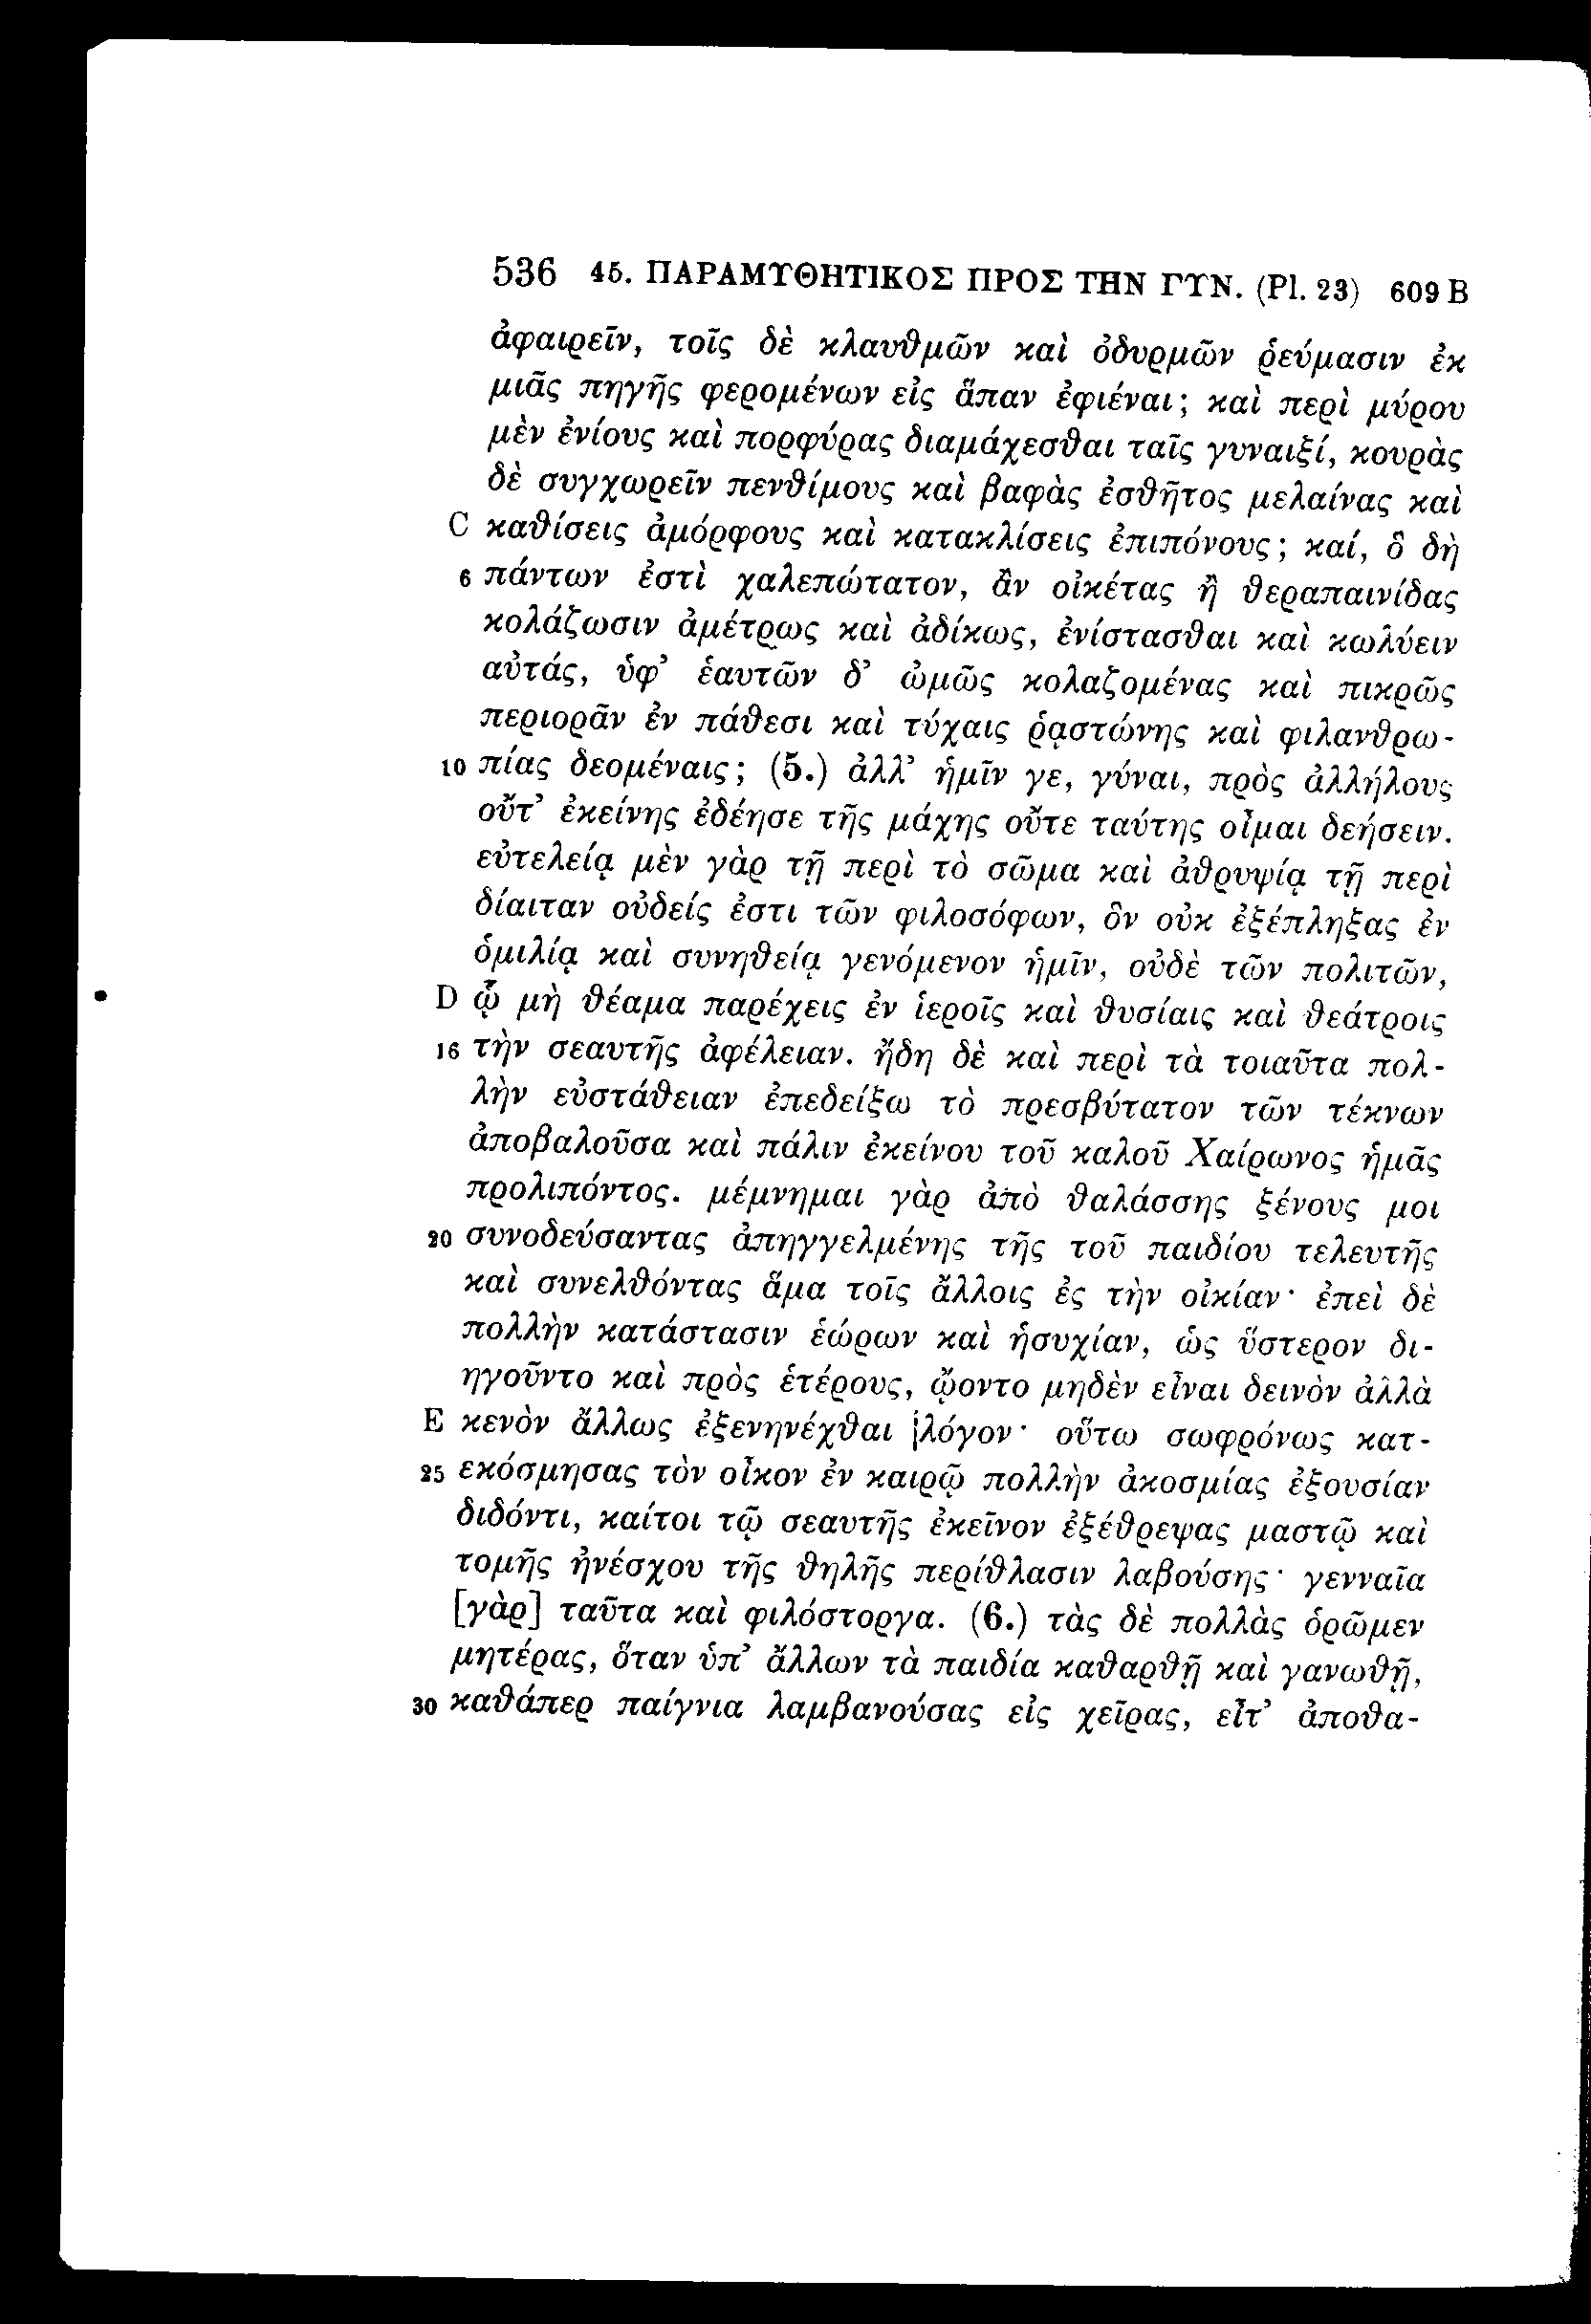 536 45. ΠΑΡΑΜΥΘΗΤΙΚΟΣ ΠΡΟΣ ΤΗΝ ΓΥΝ. (Pl. 23) 609 B
ἀφαιρεῖν, τοῖς δὲ κλαυθμῶν καὶ ὀδυρμῶν ῥεύμασιν ἐκ
μιᾶς πηγῆς φερομένων εἰς ἅπαν ἐφιέναι; καὶ περὶ μύρου
μὲν ἐνίους καὶ πορφύρας διαμάχεσθαι ταῖς γυναιξί, κουρὰς
δὲ συγχωρεῖν πενθίμους καὶ βαφὰς ἐσθῆτος μελαίνας καὶ
C καθίσεις ἀμόρφους καὶ κατακλίσεις ἐπιπόνους; καί, ὃ δὴ
6 πάντων ἐστὶ χαλεπώτατον, ἂν οἰκέτας ἢ θεραπαινίδας
κολάζωσιν ἀμέτρως καὶ ἀδίκως, ἐνίστασθαι καὶ κωλύειν
αὐτάς, ὑφ’ ἑαυτῶν δ’ ὠμῶς κολαζομένας καὶ πικρῶς
περιορᾶν ἐν πάθεσι καὶ τύχαις ῥᾳστώνης καὶ φιλανθρω-
10 πίας δεομέναις; (5.) ἀλλ’ ἡμῖν γε, γύναι, πρὸς ἀλλήλους
οὔτ’ ἐκείνης ἐδέησε τῆς μάχης οὔτε ταύτης οἶμαι δεήσειν.
εὐτελείᾳ μὲν γὰρ τῇ περὶ τὸ σῶμα καὶ ἀθρυψίᾳ τῇ περὶ
δίαιταν οὐδείς ἐστι τῶν φιλοσόφων, ὃν οὐκ ἐξέπληξας ἐν
ὁμιλίᾳ καὶ συνηθείᾳ γενόμενον ἡμῖν, οὐδὲ τῶν πολιτῶν,
D ᾧ μὴ θέαμα παρέχεις ἐν ἱεροῖς καὶ θυσίαις καὶ θεάτροις
16 τὴν σεαυτῆς ἀφέλειαν. ἤδη δὲ καὶ περὶ τὰ τοιαῦτα πολ-
λὴν εὐστάθειαν ἐπεδείξω τὸ πρεσβύτατον τῶν τέκνων
ἀποβαλοῦσα καὶ πάλιν ἐκείνου τοῦ καλοῦ Χαίρωνος ἡμᾶς
προλιπόντος. μέμνημαι γὰρ ἀπὸ θαλάσσης ξένους μοι
20 συνοδεύσαντας ἀπηγγελμένης τῆς τοῦ παιδίου τελευτῆς
καὶ συνελθόντας ἅμα τοῖς ἄλλοις ἐς τὴν οἰκίαν· ἐπεὶ δὲ
πολλὴν κατάστασιν ἑώρων καὶ ἡσυχίαν, ὡς ὕστερον δι-
ηγοῦντο καὶ πρὸς ἑτέρους, ᾤοντο μηδὲν εἶναι δεινὸν ἀλλὰ
E κενὸν ἄλλως ἐξενηνέχθαι |λόγον· οὕτω σωφρόνως κατ-
25 εκόσμησας τὸν οἶκον ἐν καιρῷ πολλὴν ἀκοσμίας ἐξουσίαν
διδόντι, καίτοι τῷ σεαυτῆς ἐκεῖνον ἐξέθρεψας μαστῷ καὶ
τομῆς ἠνέσχου τῆς θηλῆς περίθλασιν λαβούσης· γενναῖα
[γὰρ] ταῦτα καὶ φιλόστοργα. (6.) τὰς δὲ πολλὰς ὁρῶμεν
μητέρας, ὅταν ὑπ’ ἄλλων τὰ παιδία καθαρθῇ καὶ γανωθῇ,
30 καθάπερ παίγνια λαμβανούσας εἰς χεῖρας, εἶτ’ ἀποθα-